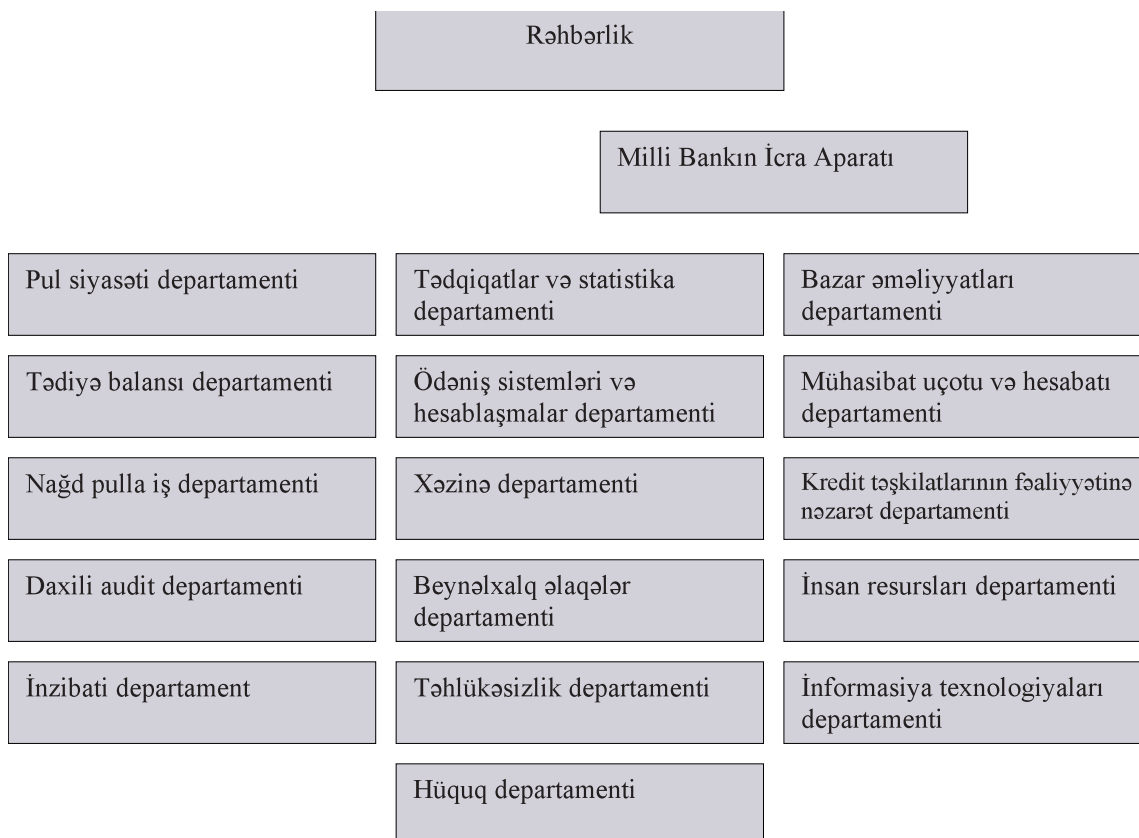 Rəhbərlik
Milli Bankın İcra Aparatı
Pul siyasəti departamenti
Tədqiqatlar və statistika
departamenti
Bazar əməliyyatları
departamenti
Tədiyə balansı departamenti
Ödəniş sistemləri və
hesablaşmalar departamenti
Mühasibat uçotu və hesabatı
departamenti
Nağd pulla iş departamenti
Xəzinə departamenti
Kredit təşkilatlarının fəaliyyətinə
nəzarət departamenti
Daxili audit departamenti
Beynəlxalq əlaqələr
departamenti
İnsan resursları departamenti
İnzibati departament
Təhlükəsizlik departamenti
İnformasiya texnologiyaları
departamenti
Hüquq departamenti